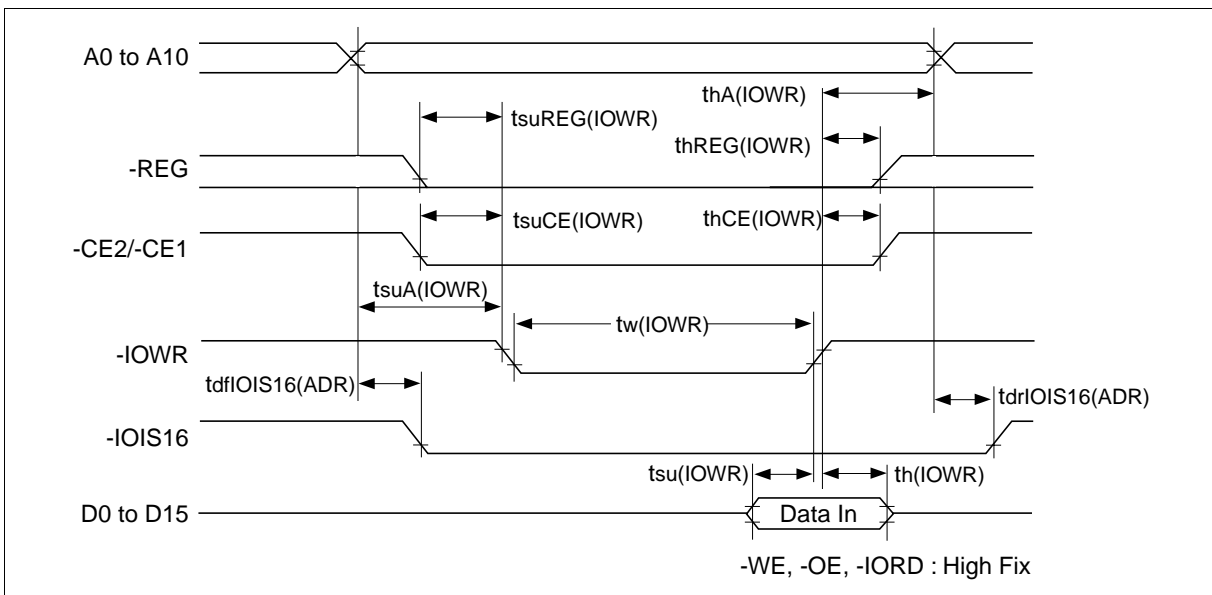 A0 to A10
thA(IOWR)
tsuREG(IOWR)
thREG(IOWR)
-REG
tsuCE(IOWR)
thCE(IOWR)
-CE2/-CE1
tsuA(IOWR)
tw(IOWR)
-IOWR
tdfIOIS16(ADR)
tdrIOIS16(ADR)
-IOIS16
tsu(IOWR)
th(IOWR)
D0 to D15
Data In
-WE, -OE, -IORD : High Fix